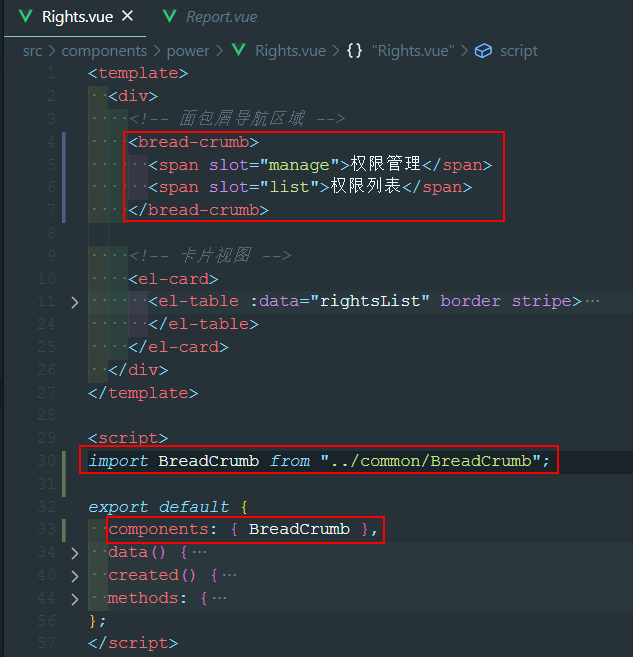 Rights.vue ✕ Report.vue
src > components > power > Rights.vue > {} "Rights.vue" > script
1 <template>
2 <div>
3 <!-- 面包屑导航区域 -->
4 <bread-crumb>
5 <span slot="manage">权限管理</span>
6 <span slot="list">权限列表</span>
7 </bread-crumb>
8
9 <!-- 卡片视图 -->
10 <el-card>
11 > <el-table :data="rightsList" border stripe>⋯
24 </el-table>
25 </el-card>
26 </div>
27 </template>
28
29 <script>
30 import BreadCrumb from "../common/BreadCrumb";
31
32 export default {
33 components: { BreadCrumb },
34 > data() {⋯
40 > created() {⋯
44 > methods: {⋯
56 };
57 </script>